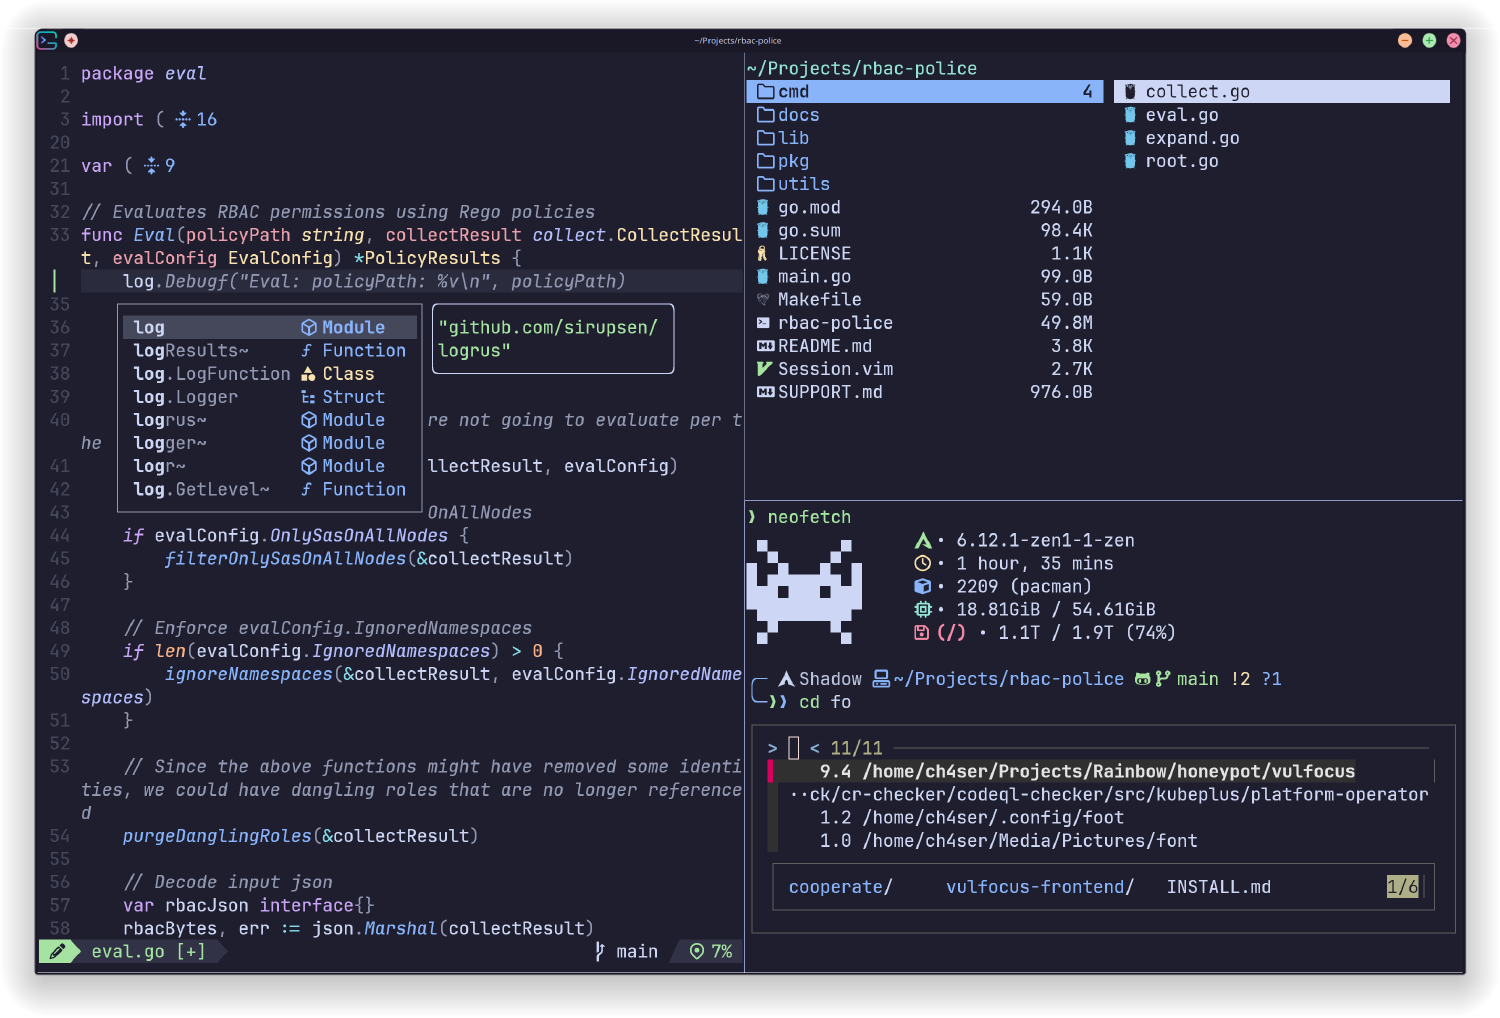 ~/Projects/rbac-police
1 package eval
2
3 import ( 16
20
21 var ( 9
31
32 // Evaluates RBAC permissions using Rego policies
33 func Eval(policyPath string, collectResult collect.CollectResul
t, evalConfig EvalConfig) *PolicyResults {
log.Debugf("Eval: policyPath: %v\n", policyPath)
35
36 log Module
37 logResults~ f Function
38 log.LogFunction Class
39 log.Logger Struct
40 logrus~ Module re not going to evaluate per t
he logger~ Module
41 logr~ Module llectResult, evalConfig)
42 log.GetLevel~ f Function
43 OnAllNodes
"github.com/sirupsen/
logrus"
44 if evalConfig.OnlySasOnAllNodes {
45 filterOnlySasOnAllNodes(&collectResult)
46 }
47
48 // Enforce evalConfig.IgnoredNamespaces
49 if len(evalConfig.IgnoredNamespaces) > 0 {
50 ignoreNamespaces(&collectResult, evalConfig.IgnoredName
spaces)
51 }
52
53 // Since the above functions might have removed some identi
ties, we could have dangling roles that are no longer reference
d
54 purgeDanglingRoles(&collectResult)
55
56 // Decode input json
57 var rbacJson interface{}
58 rbacBytes, err := json.Marshal(collectResult)
eval.go [+] main 7%
~/Projects/rbac-police
cmd 4
docs
lib
pkg
utils
go.mod 294.0B
go.sum 98.4K
LICENSE 1.1K
main.go 99.0B
Makefile 59.0B
rbac-police 49.8M
README.md 3.8K
Session.vim 2.7K
SUPPORT.md 976.0B
collect.go
eval.go
expand.go
root.go
❯ neofetch
• 6.12.1-zen1-1-zen
• 1 hour, 35 mins
• 2209 (pacman)
• 18.81GiB / 54.61GiB
(/) • 1.1T / 1.9T (74%)
Shadow ~/Projects/rbac-police main !2 ?1
❯❯ cd fo
> < 11/11
9.4 /home/ch4ser/Projects/Rainbow/honeypot/vulfocus
··ck/cr-checker/codeql-checker/src/kubeplus/platform-operator
1.2 /home/ch4ser/.config/foot
1.0 /home/ch4ser/Media/Pictures/font
cooperate/ vulfocus-frontend/ INSTALL.md 1/6